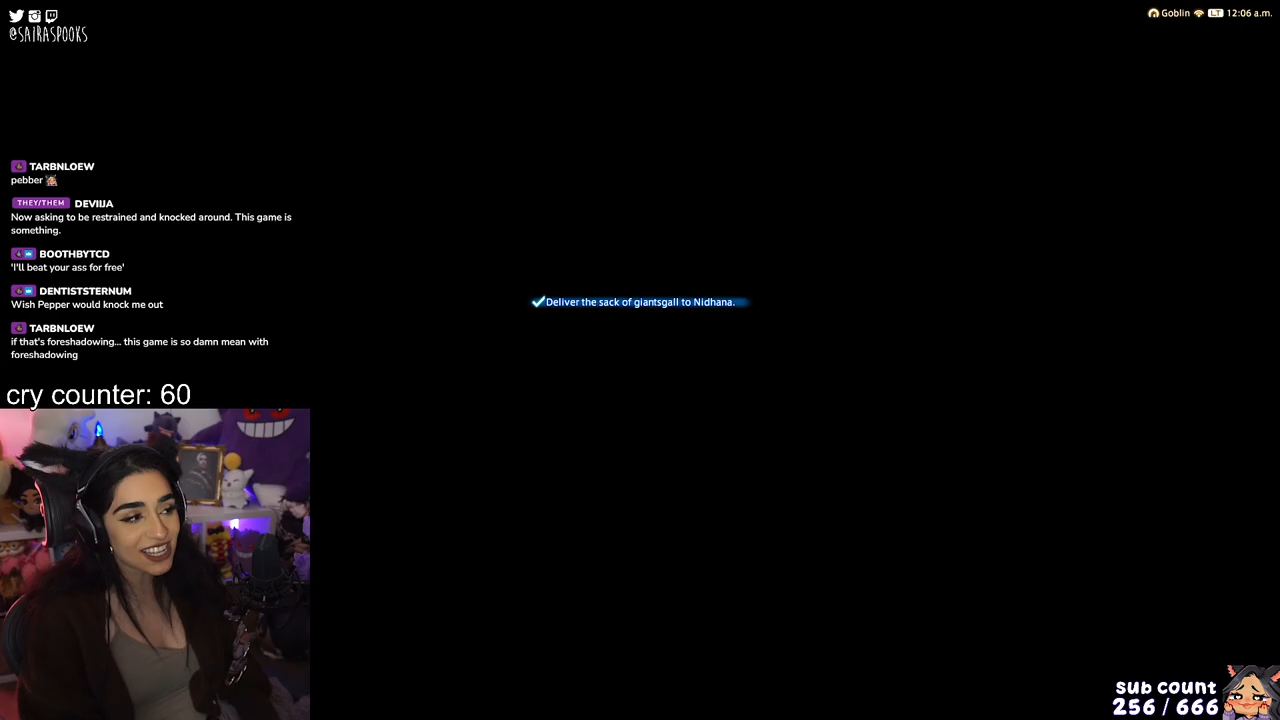 @SAIRASPOOKS
Goblin LT 12:06 a.m.
TARBNLOEW
pebber
THEY/THEM DEVIIJA
Now asking to be restrained and knocked around. This game is
something.
BOOTHBYTCD
'I'll beat your ass for free'
DENTISTSTERNUM
Wish Pepper would knock me out
TARBNLOEW
if that's foreshadowing... this game is so damn mean with
foreshadowing
Deliver the sack of giantsgall to Nidhana.
cry counter: 60
sub count
256 / 666